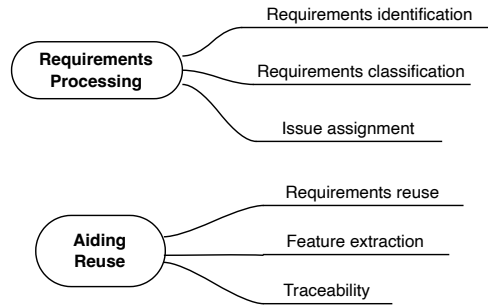 Requirements identification
Requirements
Processing
Requirements classification
Issue assignment
Requirements reuse
Aiding
Reuse
Feature extraction
Traceability